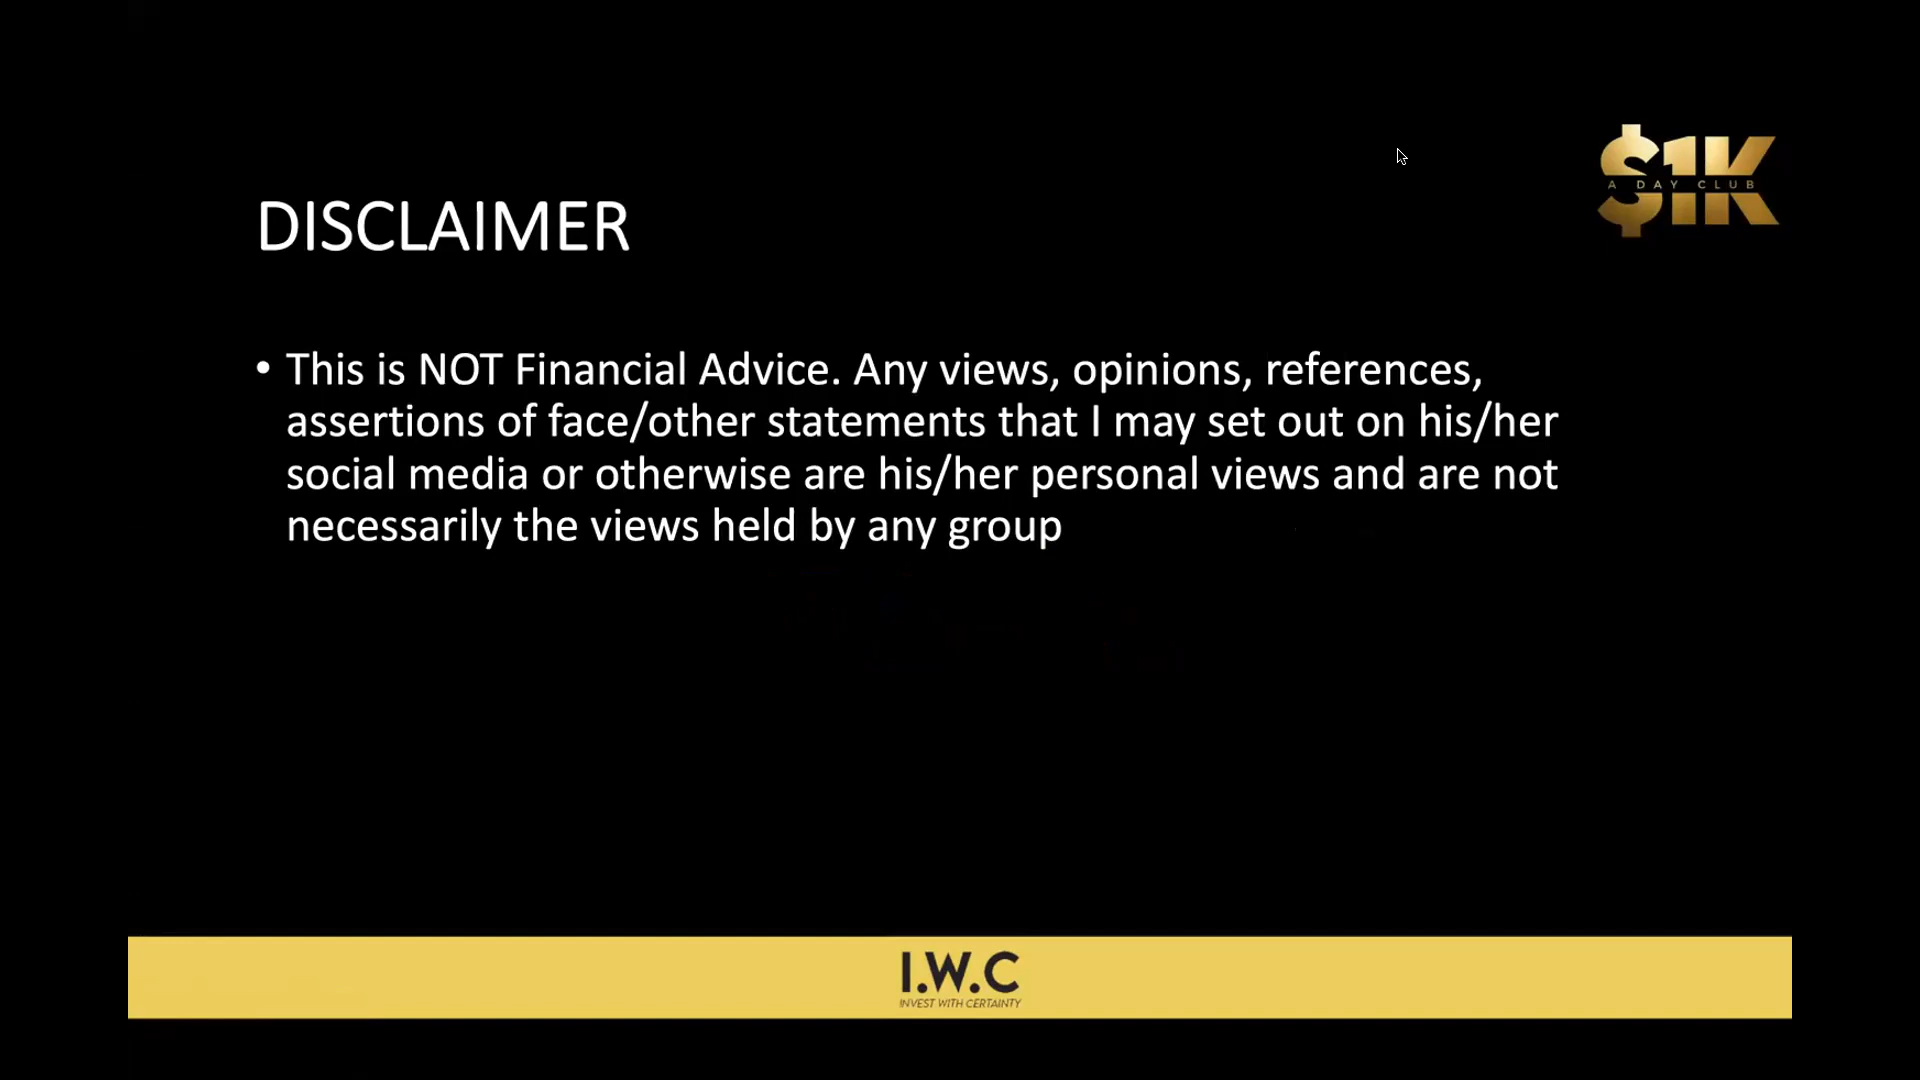 $1K
A DAY CLUB
DISCLAIMER
• This is NOT Financial Advice. Any views, opinions, references,
assertions of face/other statements that I may set out on his/her
social media or otherwise are his/her personal views and are not
necessarily the views held by any group
I.W.C
INVEST WITH CERTAINTY